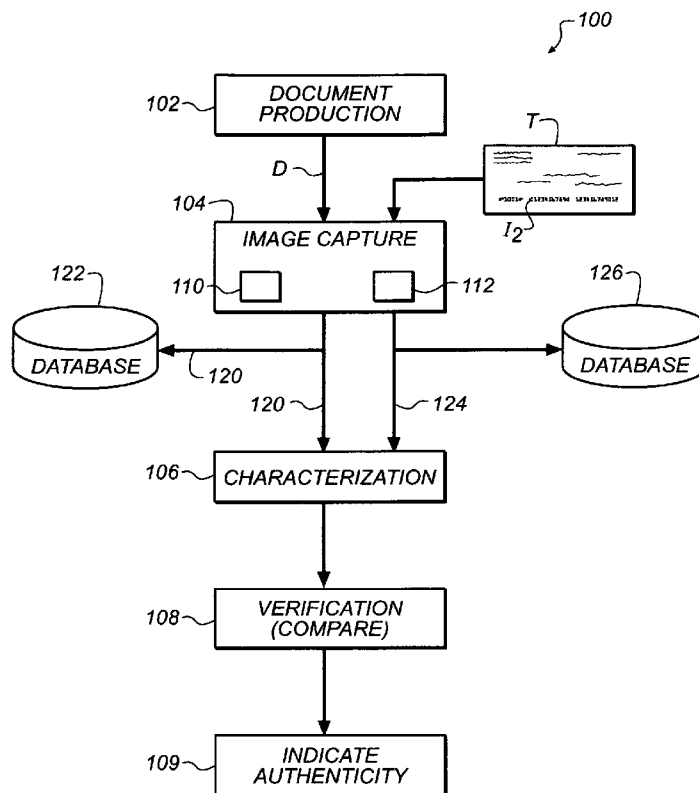 100
102
DOCUMENT
PRODUCTION
T
D
I2
104
IMAGE CAPTURE
110
112
122
126
DATABASE
DATABASE
120
120
124
106
CHARACTERIZATION
108
VERIFICATION
(COMPARE)
109
INDICATE
AUTHENTICITY